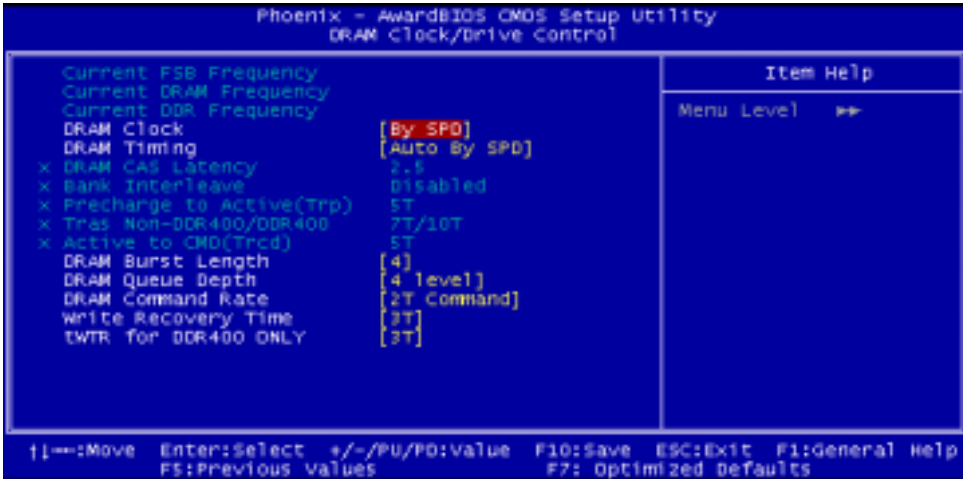 Phoenix - AwardBIOS CMOS Setup Utility
DRAM Clock/Drive Control
Current FSB Frequency
Current DRAM Frequency
Current DDR Frequency
DRAM Clock [By SPD]
DRAM Timing [Auto By SPD]
x DRAM CAS Latency 2.5
x Bank Interleave Disabled
x Precharge to Active(Trp) 5T
x Tras Non-DDR400/DDR400 7T/10T
x Active to CMD(Trcd) 5T
DRAM Burst Length [4]
DRAM Queue Depth [4 level]
DRAM Command Rate [2T Command]
Write Recovery Time [3T]
tWTR for DDR400 ONLY [3T]
Item Help
Menu Level ►►
↑↓→←:Move Enter:Select +/-/PU/PD:Value F10:Save ESC:Exit F1:General Help
F5:Previous Values F7: Optimized Defaults